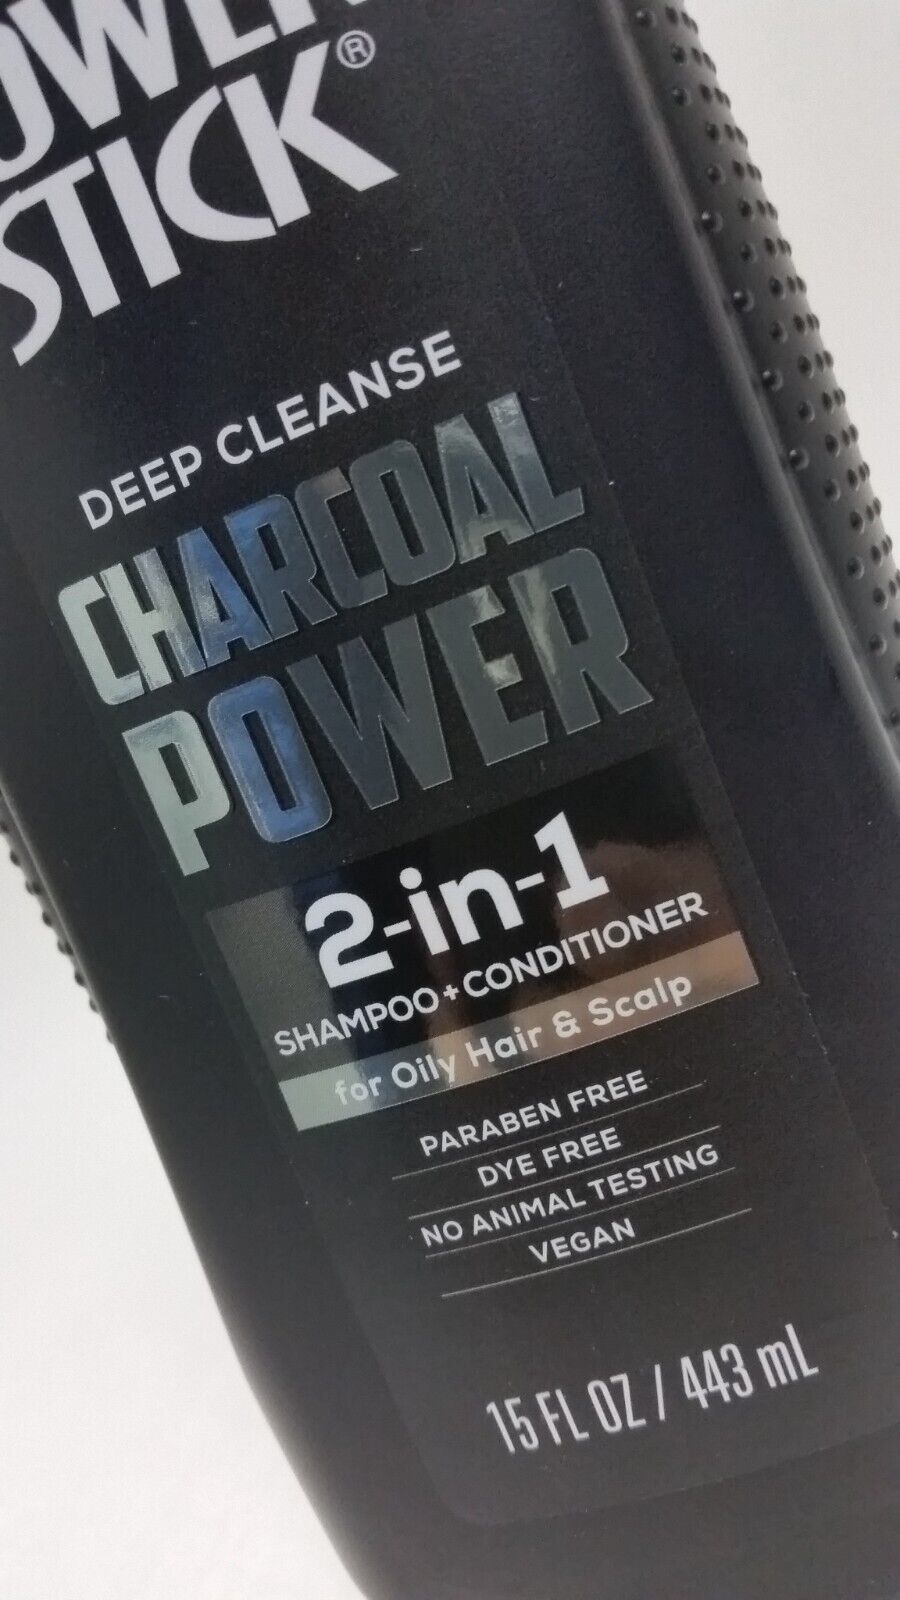 STICK®
DEEP CLEANSE
CHARCOAL
POWER
2-in-1
SHAMPOO+CONDITIONER
for Oily Hair & Scalp
PARABEN FREE
DYE FREE
NO ANIMAL TESTING
VEGAN
15 FL OZ / 443 mL